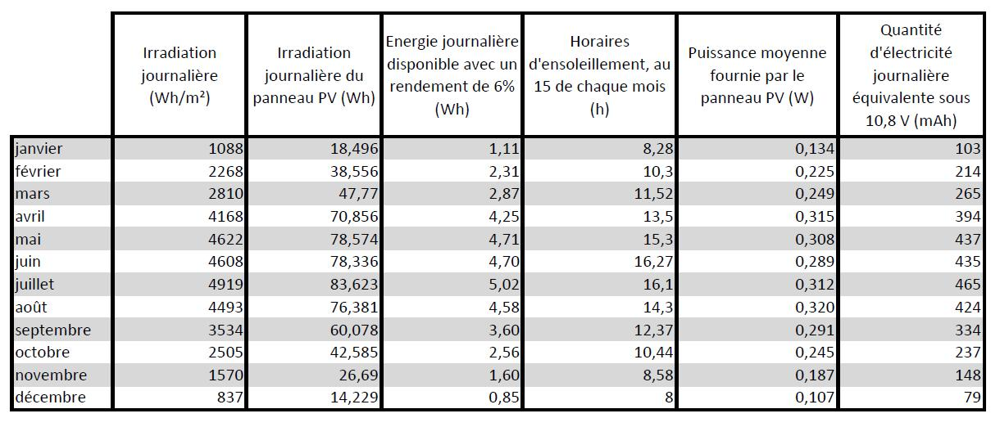 Irradiation journalière (Wh/m²) Irradiation journalière du panneau PV (Wh) Energie journalière disponible avec un rendement de 6% (Wh) Horaires d'ensoleillement, au 15 de chaque mois (h) Puissance moyenne fournie par le panneau PV (W) Quantité d'électricité journalière équivalente sous 10,8 V (mAh)
janvier 1088 18,496 1,11 8,28 0,134 103
février 2268 38,556 2,31 10,3 0,225 214
mars 2810 47,77 2,87 11,52 0,249 265
avril 4168 70,856 4,25 13,5 0,315 394
mai 4622 78,574 4,71 15,3 0,308 437
juin 4608 78,336 4,70 16,27 0,289 435
juillet 4919 83,623 5,02 16,1 0,312 465
août 4493 76,381 4,58 14,3 0,320 424
septembre 3534 60,078 3,60 12,37 0,291 334
octobre 2505 42,585 2,56 10,44 0,245 237
novembre 1570 26,69 1,60 8,58 0,187 148
décembre 837 14,229 0,85 8 0,107 79